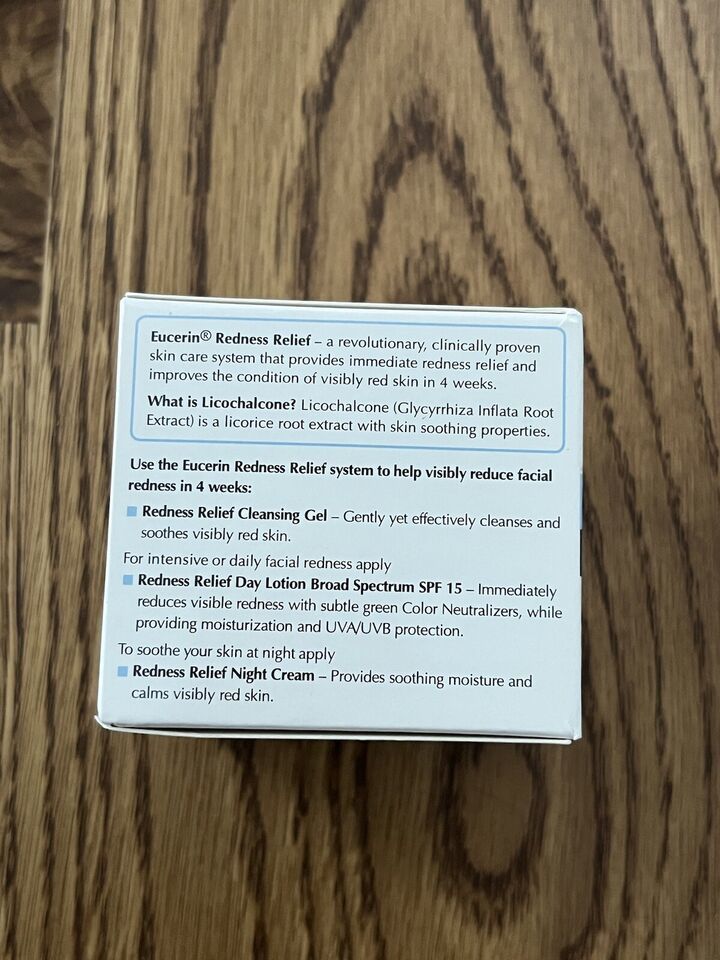 Eucerin® Redness Relief – a revolutionary, clinically proven
skin care system that provides immediate redness relief and
improves the condition of visibly red skin in 4 weeks.
What is Licochalcone? Licochalcone (Glycyrrhiza Inflata Root
Extract) is a licorice root extract with skin soothing properties.
Use the Eucerin Redness Relief system to help visibly reduce facial
redness in 4 weeks:
■ Redness Relief Cleansing Gel – Gently yet effectively cleanses and
soothes visibly red skin.
For intensive or daily facial redness apply
■ Redness Relief Day Lotion Broad Spectrum SPF 15 – Immediately
reduces visible redness with subtle green Color Neutralizers, while
providing moisturization and UVA/UVB protection.
To soothe your skin at night apply
■ Redness Relief Night Cream – Provides soothing moisture and
calms visibly red skin.